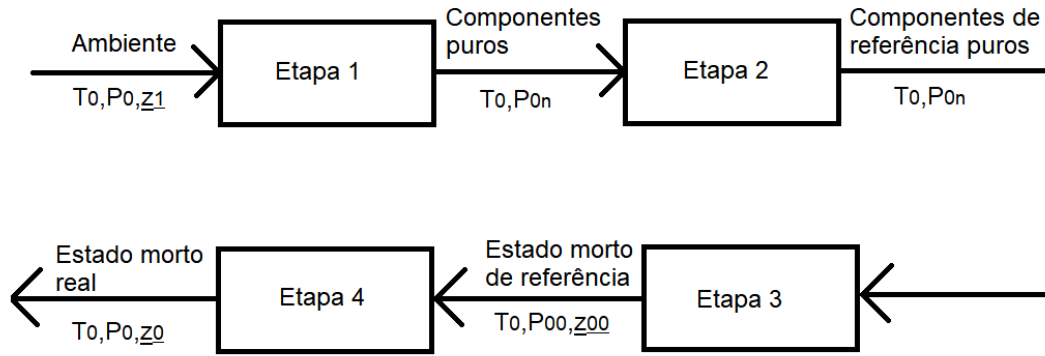 Ambiente
T0,P0,z1
Etapa 1
Componentes
puros
T0,P0n
Etapa 2
Componentes de
referência puros
T0,P0n
Estado morto
real
T0,P0,z0
Etapa 4
Estado morto
de referência
T0,P00,z00
Etapa 3